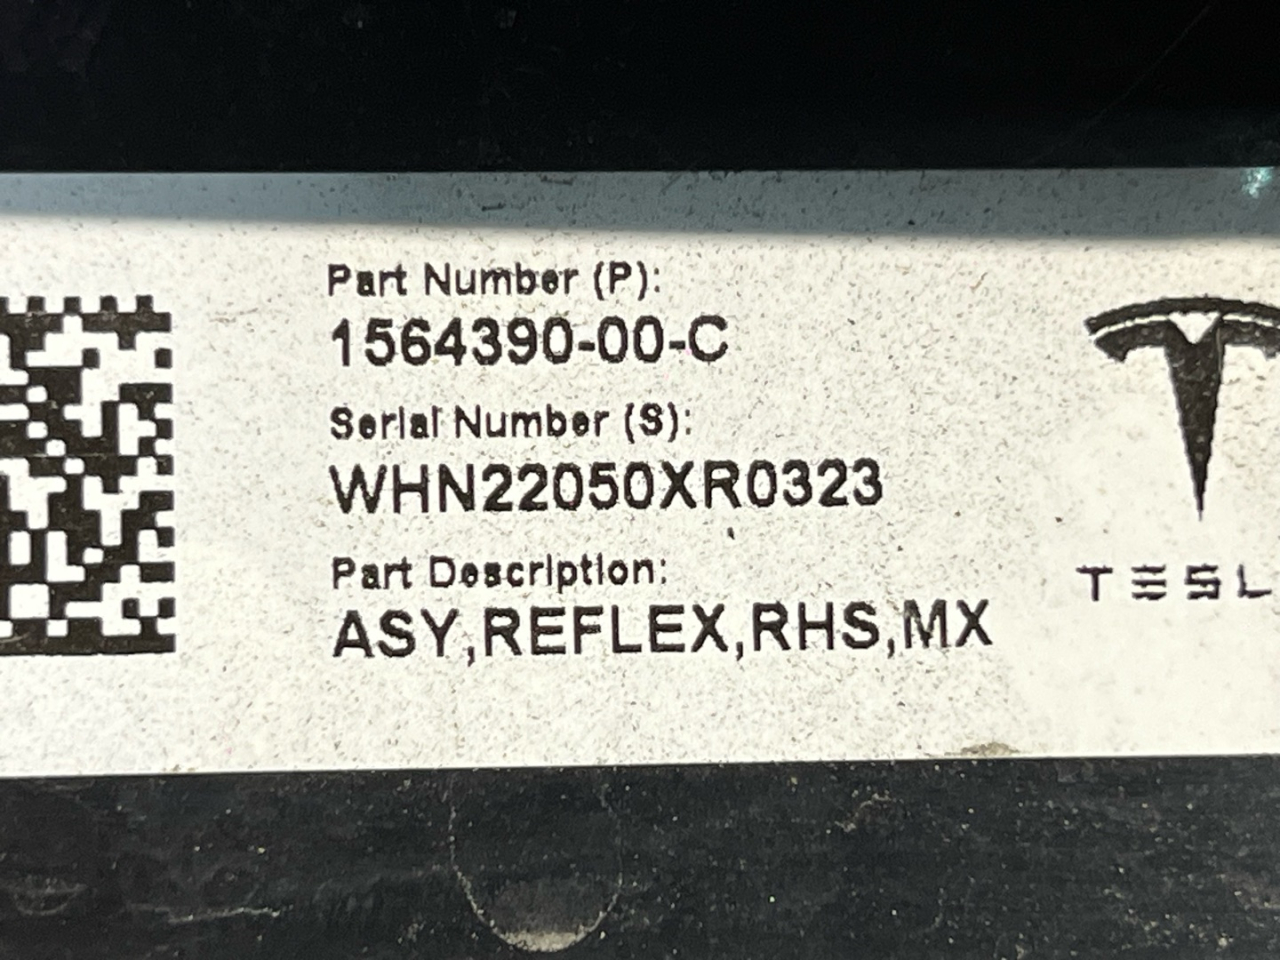 Part Number (P):
1564390-00-C
Serial Number (S):
WHN22050XR0323
Part Description:
ASY,REFLEX,RHS,MX
TESL